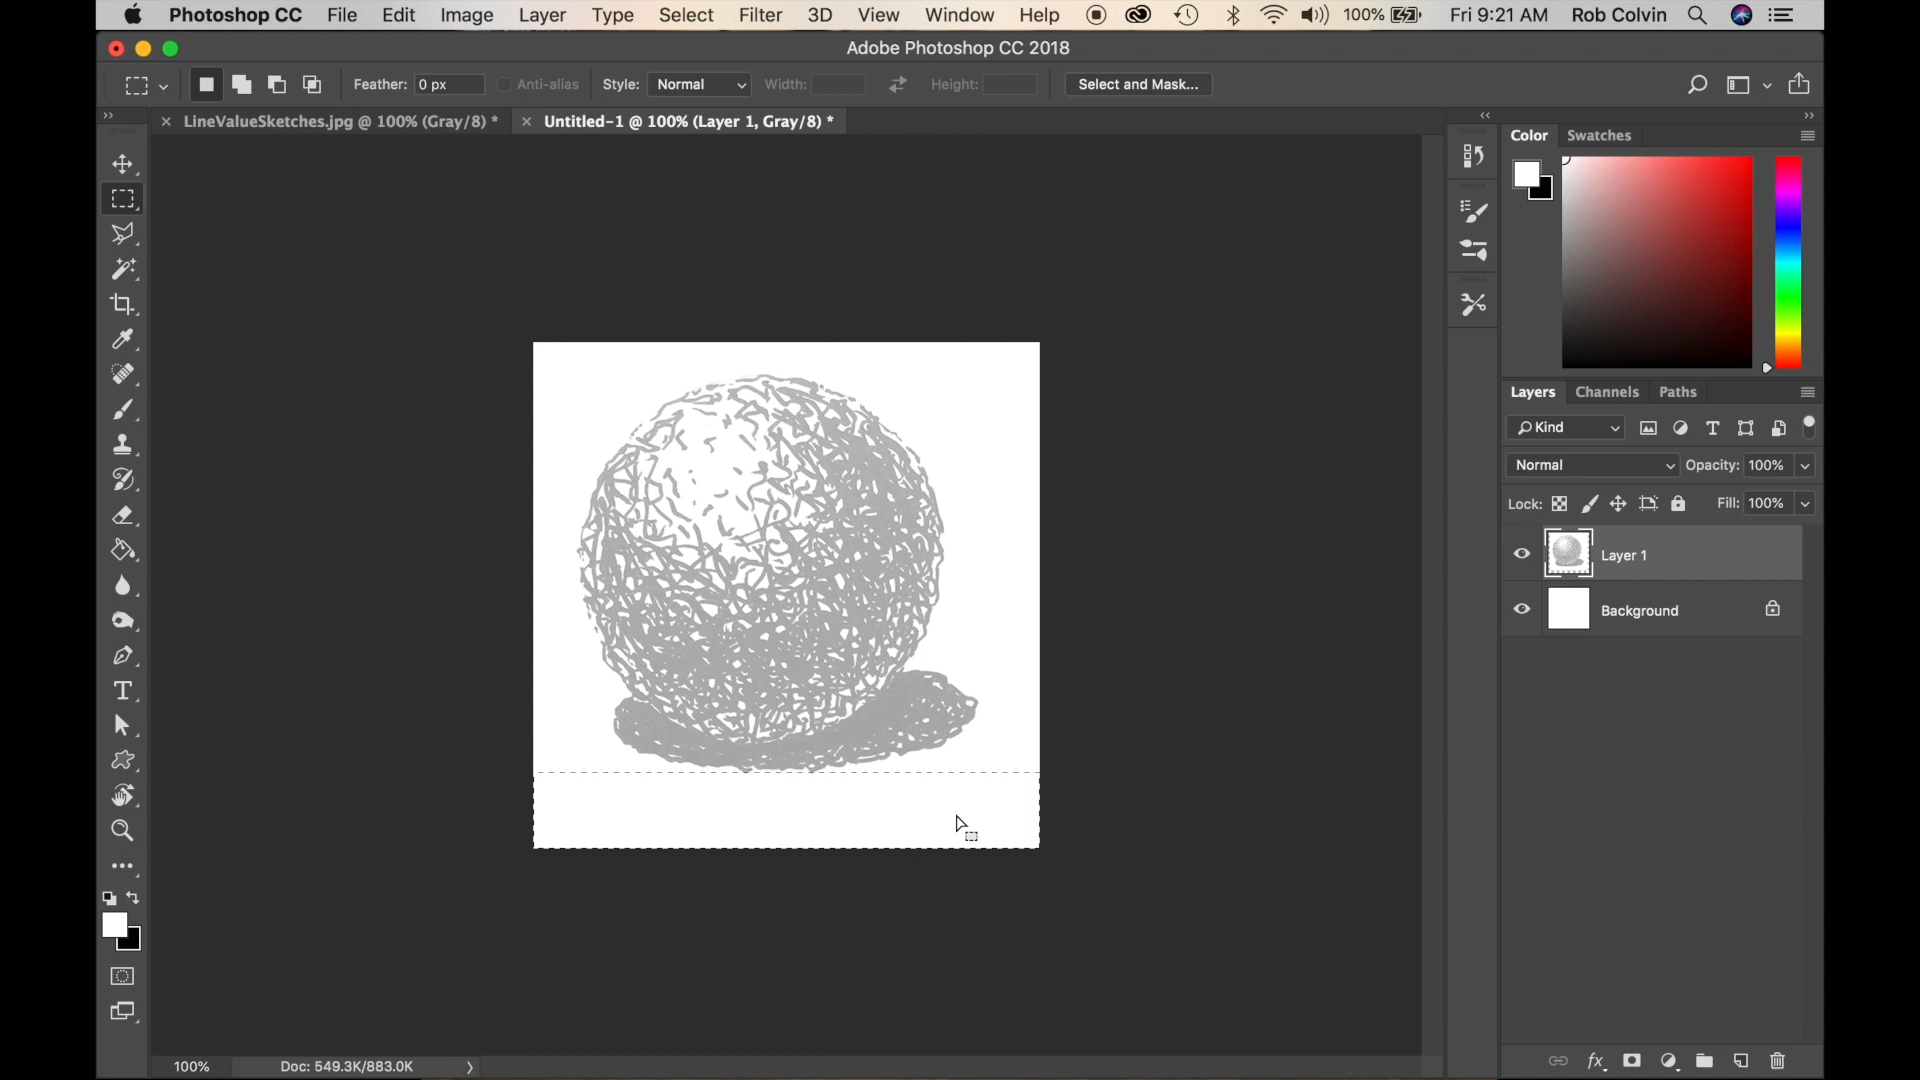 Photoshop CC File Edit Image Layer Type Select Filter 3D View Window Help 100% Fri 9:21 AM Rob Colvin
Adobe Photoshop CC 2018
Feather: 0 px Anti-alias Style: Normal Width: Height: Select and Mask...
LineValueSketches.jpg @ 100% (Gray/8) * Untitled-1 @ 100% (Layer 1, Gray/8) *
Color Swatches
Layers Channels Paths
Kind
Normal Opacity: 100%
Lock: Fill: 100%
Layer 1
Background
100% Doc: 549.3K/883.0K